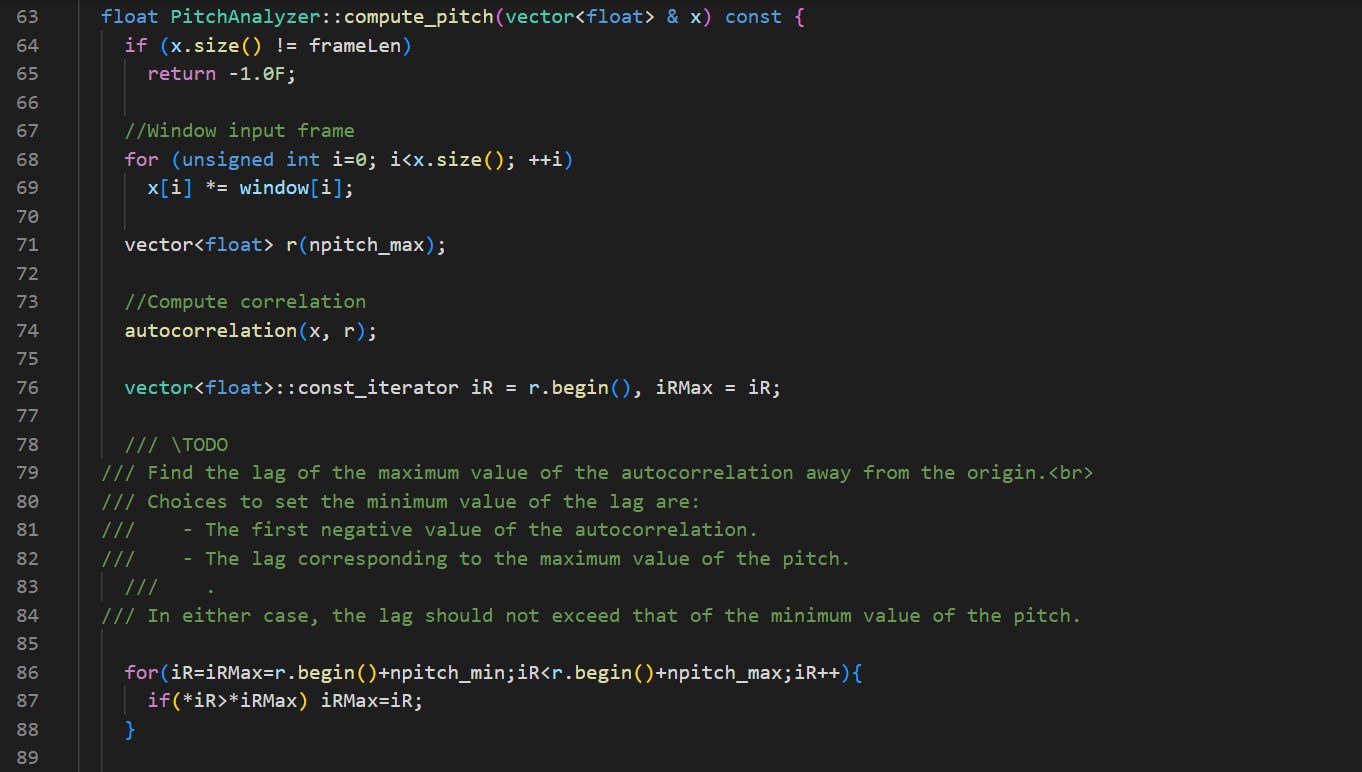 63 float PitchAnalyzer::compute_pitch(vector<float> & x) const {
64 if (x.size() != frameLen)
65 return -1.0F;
66
67 //Window input frame
68 for (unsigned int i=0; i<x.size(); ++i)
69 x[i] *= window[i];
70
71 vector<float> r(npitch_max);
72
73 //Compute correlation
74 autocorrelation(x, r);
75
76 vector<float>::const_iterator iR = r.begin(), iRMax = iR;
77
78 /// \TODO
79 /// Find the lag of the maximum value of the autocorrelation away from the origin.<br>
80 /// Choices to set the minimum value of the lag are:
81 ///    - The first negative value of the autocorrelation.
82 ///    - The lag corresponding to the maximum value of the pitch.
83 ///    .
84 /// In either case, the lag should not exceed that of the minimum value of the pitch.
85
86 for(iR=iRMax=r.begin()+npitch_min;iR<r.begin()+npitch_max;iR++){
87 if(*iR>*iRMax) iRMax=iR;
88 }
89